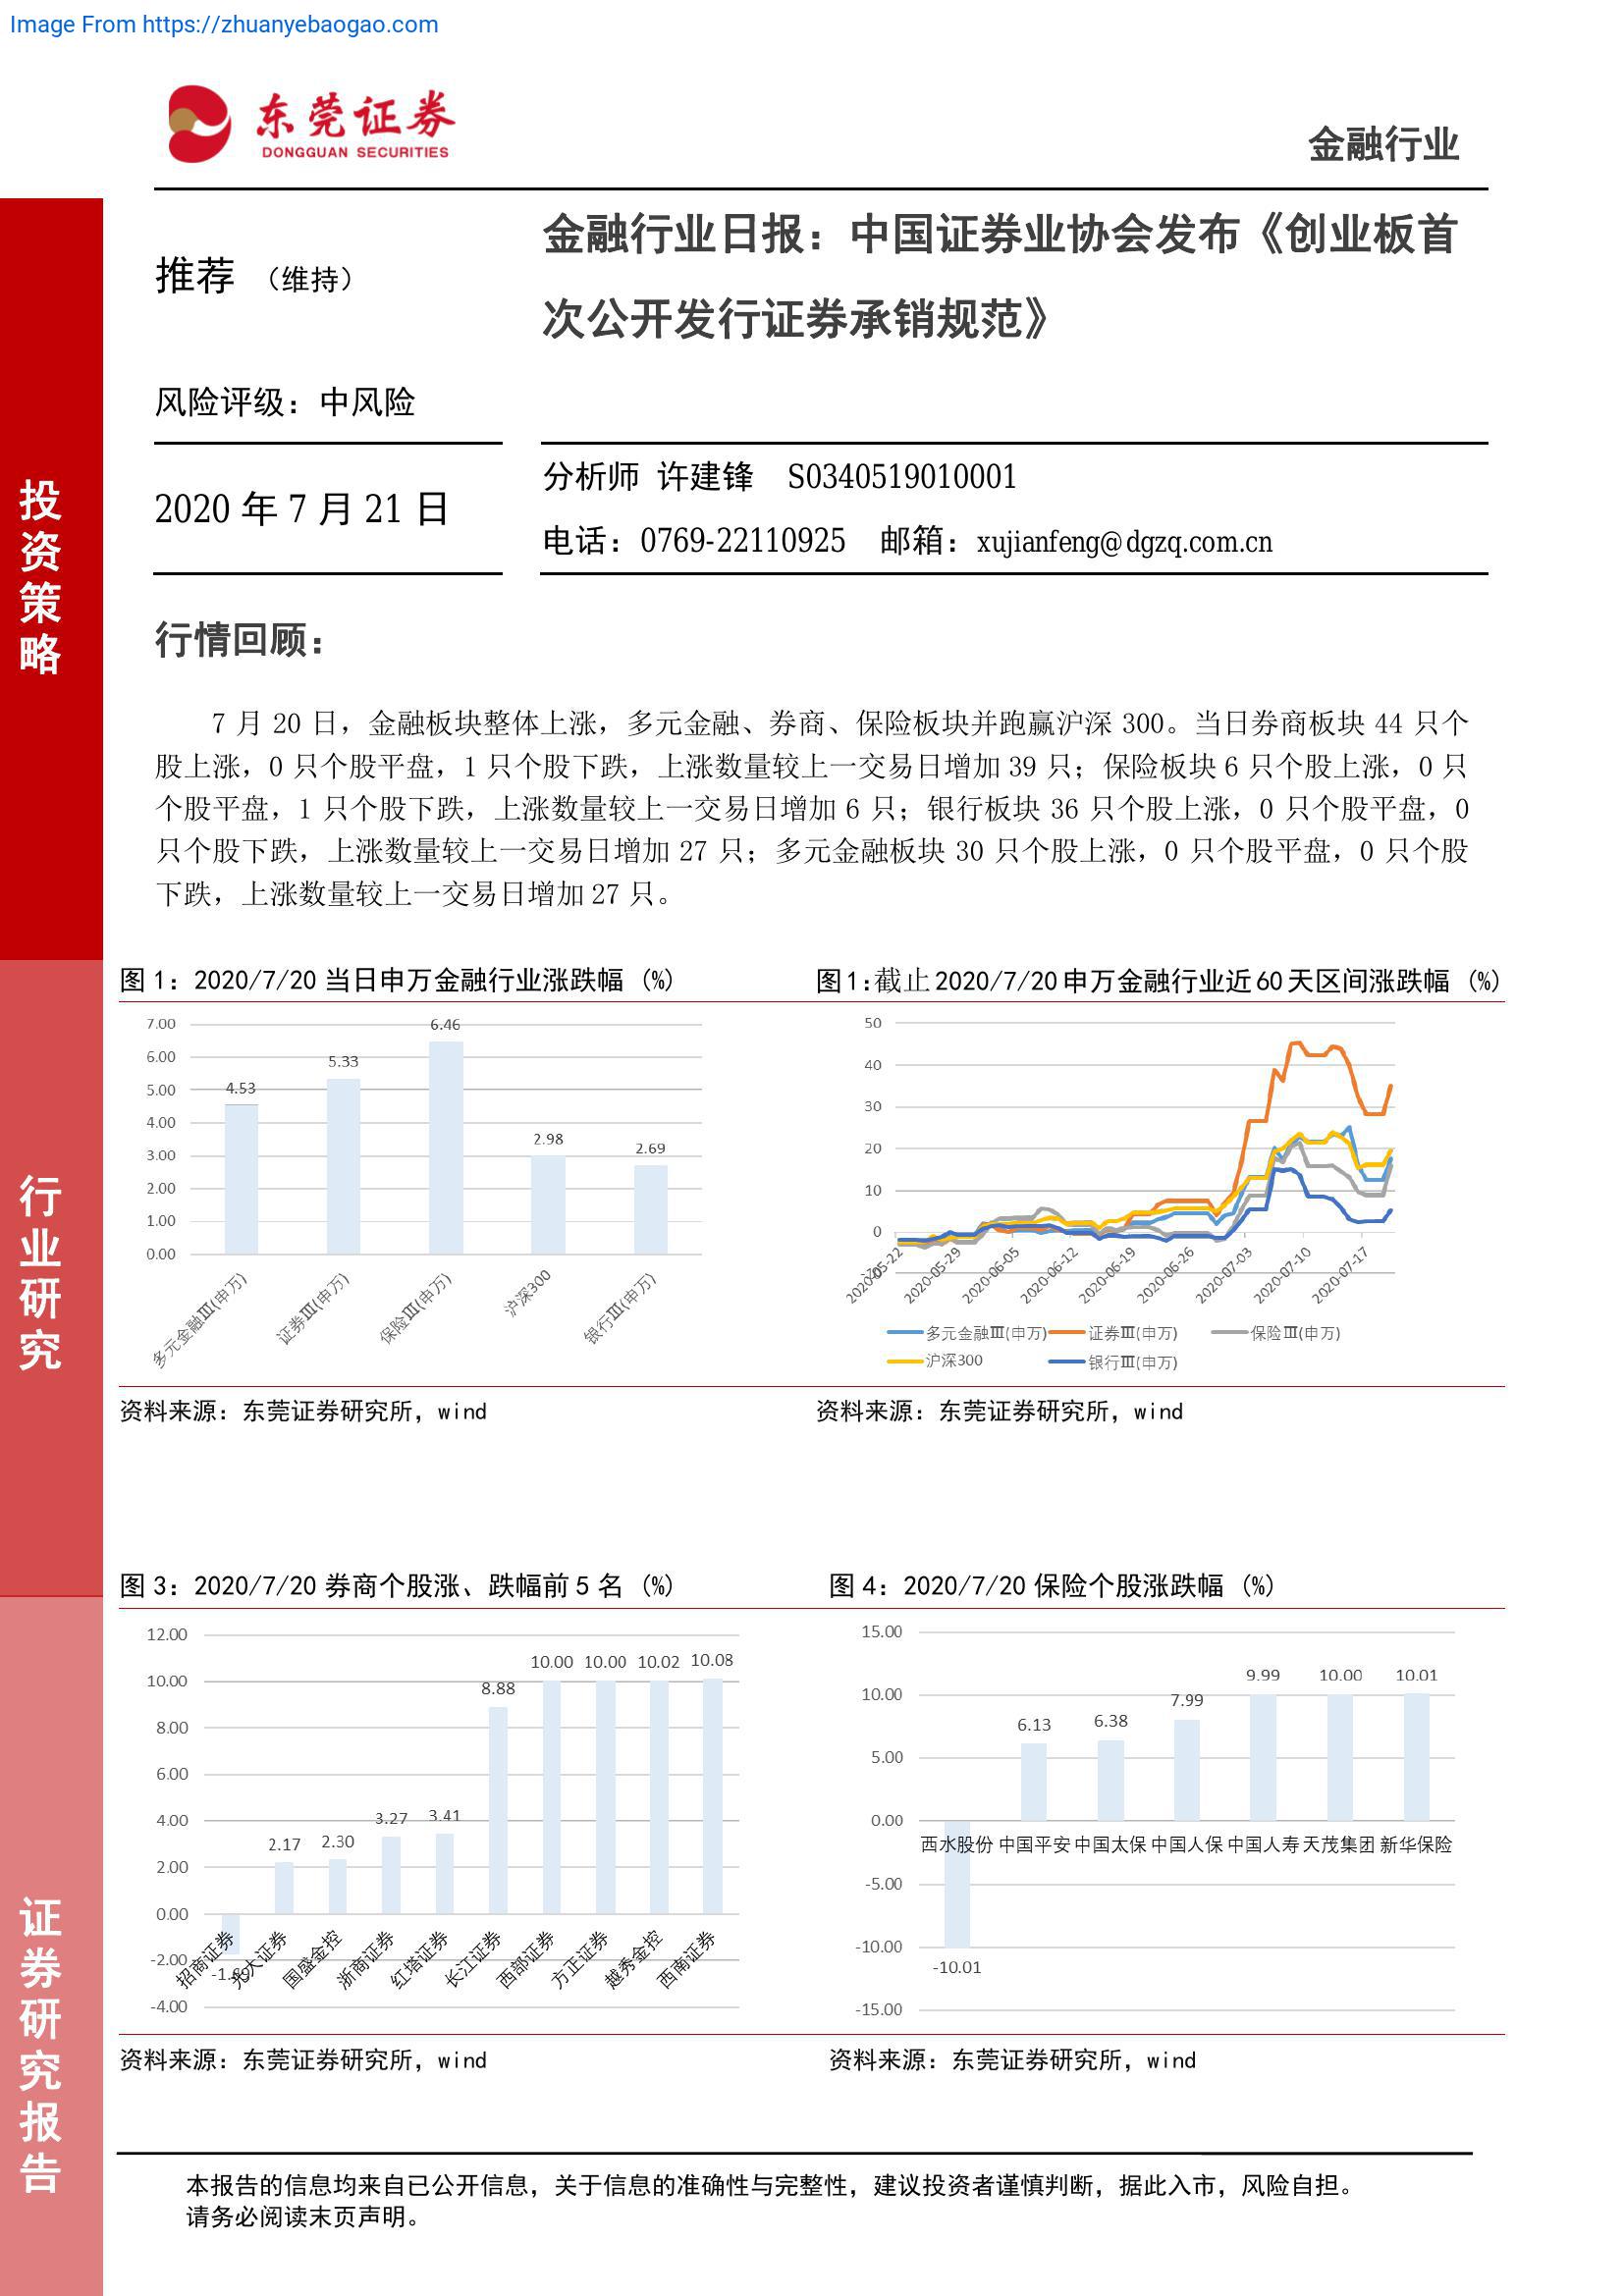 Image From https://zhuanyebaogao.com
东莞证券
DONGGUAN SECURITIES
金融行业
投资策略
行业研究
证券研究报告
推荐 （维持）
金融行业日报：中国证券业协会发布《创业板首
次公开发行证券承销规范》
风险评级：中风险
2020 年 7 月 21 日
分析师 许建锋 S0340519010001
电话：0769-22110925 邮箱：xujianfeng@dgzq.com.cn
行情回顾：
7 月 20 日，金融板块整体上涨，多元金融、券商、保险板块并跑赢沪深 300。当日券商板块 44 只个
股上涨，0 只个股平盘，1 只个股下跌，上涨数量较上一交易日增加 39 只；保险板块 6 只个股上涨，0 只
个股平盘，1 只个股下跌，上涨数量较上一交易日增加 6 只；银行板块 36 只个股上涨，0 只个股平盘，0
只个股下跌，上涨数量较上一交易日增加 27 只；多元金融板块 30 只个股上涨，0 只个股平盘，0 只个股
下跌，上涨数量较上一交易日增加 27 只。
图 1：2020/7/20 当日申万金融行业涨跌幅 (%)
7.00
6.00
5.00
4.00
3.00
2.00
1.00
0.00
4.53
5.33
6.46
2.98
2.69
多元金融Ⅲ(申万)
证券Ⅲ(申万)
保险Ⅲ(申万)
沪深300
银行Ⅲ(申万)
资料来源：东莞证券研究所，wind
图 1：截止 2020/7/20 申万金融行业近 60 天区间涨跌幅 (%)
50
40
30
20
10
0
-10
2020-05-22
2020-05-29
2020-06-05
2020-06-12
2020-06-19
2020-06-26
2020-07-03
2020-07-10
2020-07-17
多元金融Ⅲ(申万)
证券Ⅲ(申万)
保险Ⅲ(申万)
沪深300
银行Ⅲ(申万)
资料来源：东莞证券研究所，wind
图 3：2020/7/20 券商个股涨、跌幅前 5 名 (%)
12.00
10.00
8.00
6.00
4.00
2.00
0.00
-2.00
-4.00
2.17
2.30
3.27
3.41
8.88
10.00
10.00
10.02
10.08
招商证券
光大证券
国盛金控
浙商证券
红塔证券
长江证券
西部证券
方正证券
越秀金控
西南证券
资料来源：东莞证券研究所，wind
图 4：2020/7/20 保险个股涨跌幅 (%)
15.00
10.00
5.00
0.00
-5.00
-10.00
-15.00
-10.01
6.13
6.38
7.99
9.99
10.00
10.01
西水股份 中国平安 中国太保 中国人保 中国人寿 天茂集团 新华保险
资料来源：东莞证券研究所，wind
本报告的信息均来自已公开信息，关于信息的准确性与完整性，建议投资者谨慎判断，据此入市，风险自担。
请务必阅读末页声明。